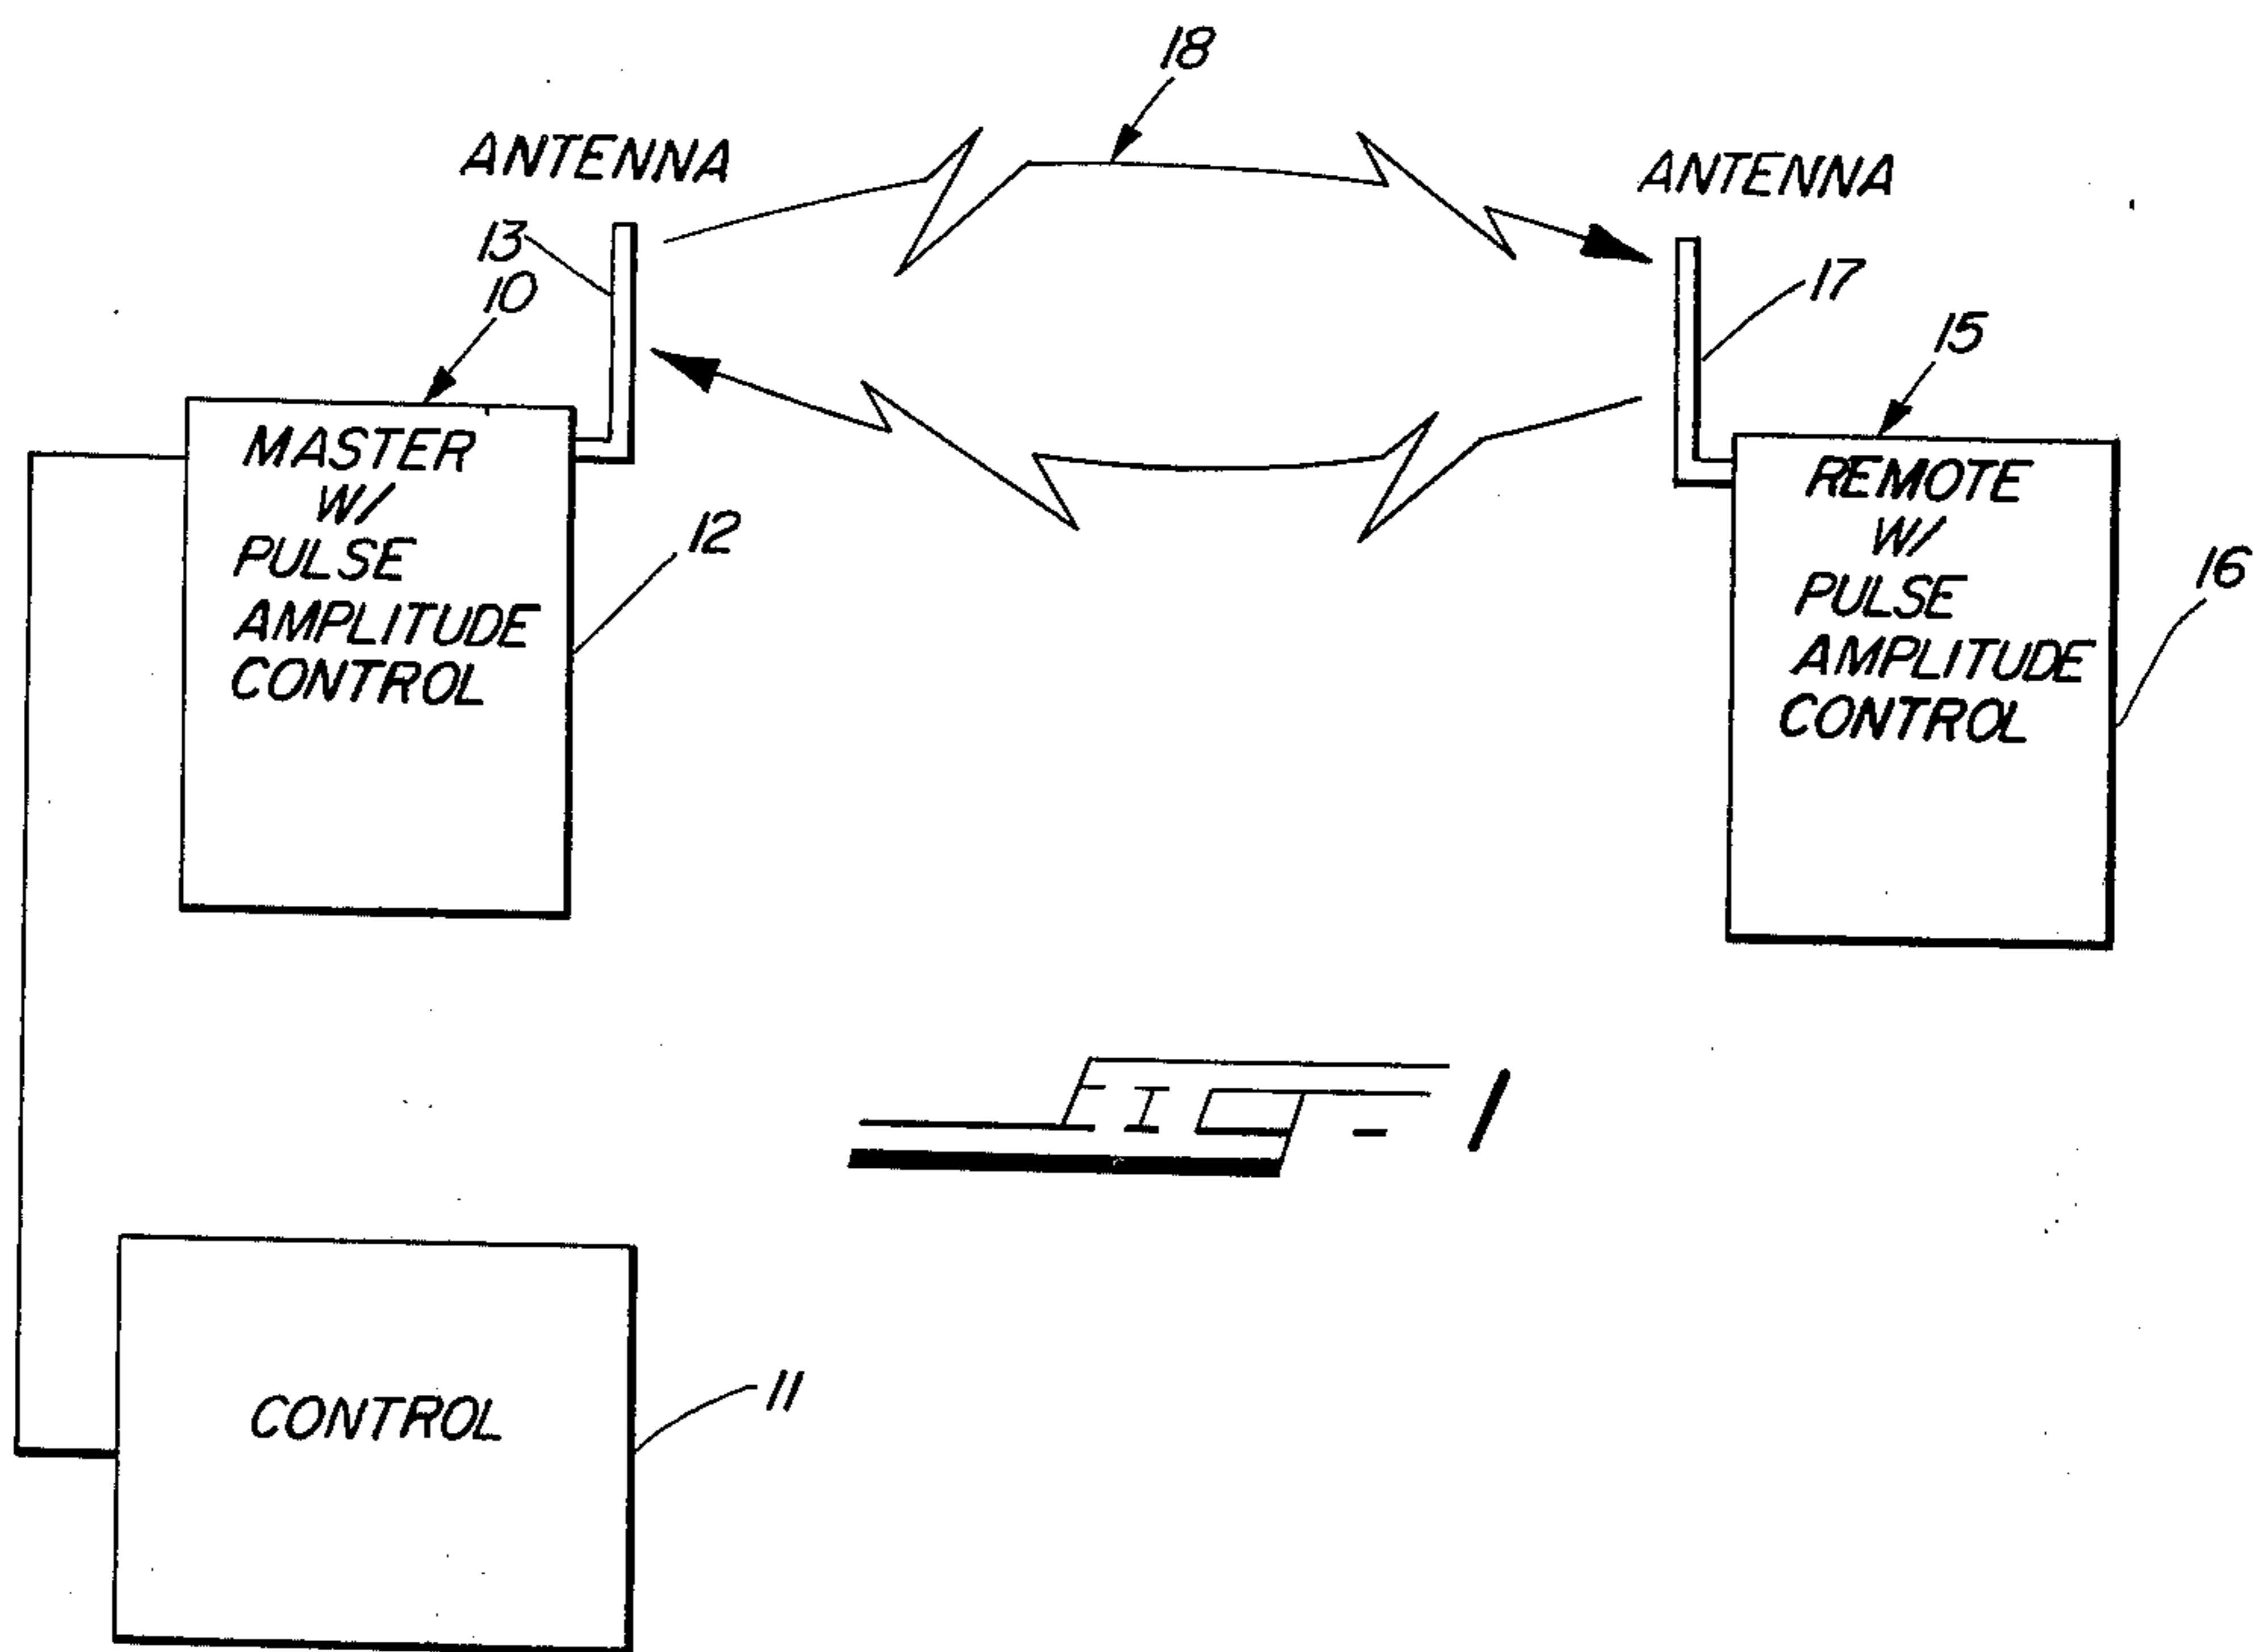 18
ANTENNA
ANTENNA
13
10
17
15
MASTER
W/
PULSE
AMPLITUDE
CONTROL
12
REMOTE
W/
PULSE
AMPLITUDE
CONTROL
16
FIG - 1
CONTROL
11